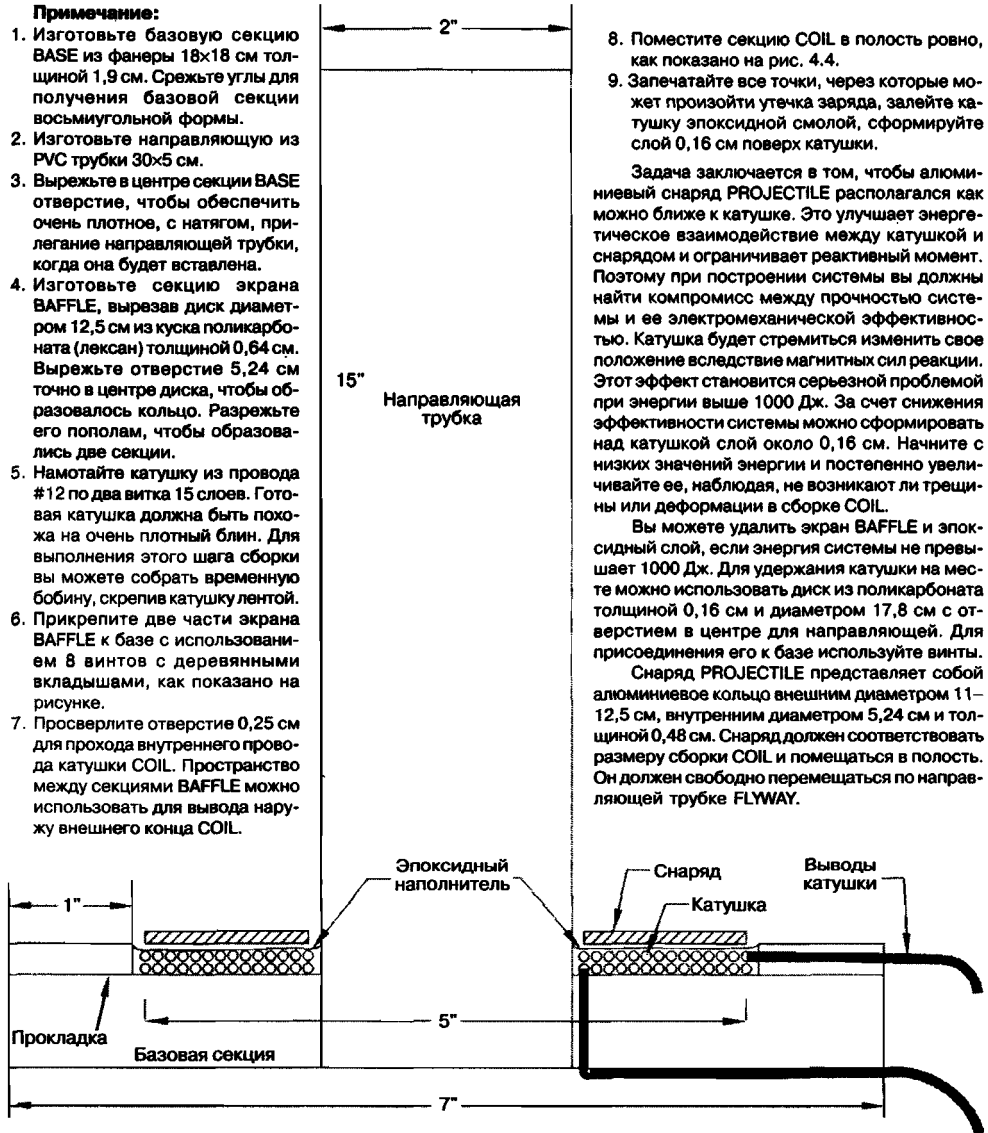 Примечание:
1. Изготовьте базовую секцию
BASE из фанеры 18×18 см тол-
щиной 1,9 см. Срежьте углы для
получения базовой секции
восьмиугольной формы.
2. Изготовьте направляющую из
PVC трубки 30×5 см.
3. Вырежьте в центре секции BASE
отверстие, чтобы обеспечить
очень плотное, с натягом, при-
легание направляющей трубки,
когда она будет вставлена.
4. Изготовьте секцию экрана
BAFFLE, вырезав диск диамет-
ром 12,5 см из куска поликарбо-
ната (лексан) толщиной 0,64 см.
Вырежьте отверстие 5,24 см
точно в центре диска, чтобы об-
разовалось кольцо. Разрежьте
его пополам, чтобы образова-
лись две секции.
5. Намотайте катушку из провода
#12 по два витка 15 слоев. Гото-
вая катушка должна быть похо-
жа на очень плотный блин. Для
выполнения этого шага сборки
вы можете собрать временную
бобину, скрепив катушку лентой.
6. Прикрепите две части экрана
BAFFLE к базе с использовани-
ем 8 винтов с деревянными
вкладышами, как показано на
рисунке.
7. Просверлите отверстие 0,25 см
для прохода внутреннего прово-
да катушки COIL. Пространство
между секциями BAFFLE можно
использовать для вывода нару-
жу внешнего конца COIL.
2"
15"
Направляющая
трубка
8. Поместите секцию COIL в полость ровно,
как показано на рис. 4.4.
9. Запечатайте все точки, через которые мо-
жет произойти утечка заряда, залейте ка-
тушку эпоксидной смолой, сформируйте
слой 0,16 см поверх катушки.
Задача заключается в том, чтобы алюми-
ниевый снаряд PROJECTILE располагался как
можно ближе к катушке. Это улучшает энерге-
тическое взаимодействие между катушкой и
снарядом и ограничивает реактивный момент.
Поэтому при построении системы вы должны
найти компромисс между прочностью систе-
мы и ее электромеханической эффективнос-
тью. Катушка будет стремиться изменить свое
положение вследствие магнитных сил реакции.
Этот эффект становится серьезной проблемой
при энергии выше 1000 Дж. За счет снижения
эффективности системы можно сформировать
над катушкой слой около 0,16 см. Начните с
низких значений энергии и постепенно увели-
чивайте ее, наблюдая, не возникают ли трещи-
ны или деформации в сборке COIL.
Вы можете удалить экран BAFFLE и эпок-
сидный слой, если энергия системы не превы-
шает 1000 Дж. Для удержания катушки на мес-
те можно использовать диск из поликарбоната
толщиной 0,16 см и диаметром 17,8 см с от-
верстием в центре для направляющей. Для
присоединения его к базе используйте винты.
Снаряд PROJECTILE представляет собой
алюминиевое кольцо внешним диаметром 11–
12,5 см, внутренним диаметром 5,24 см и тол-
щиной 0,48 см. Снаряд должен соответствовать
размеру сборки COIL и помещаться в полость.
Он должен свободно перемещаться по направ-
ляющей трубке FLYWAY.
Эпоксидный
наполнитель
Снаряд
Катушка
Выводы
катушки
1"
5"
Прокладка
Базовая секция
7"